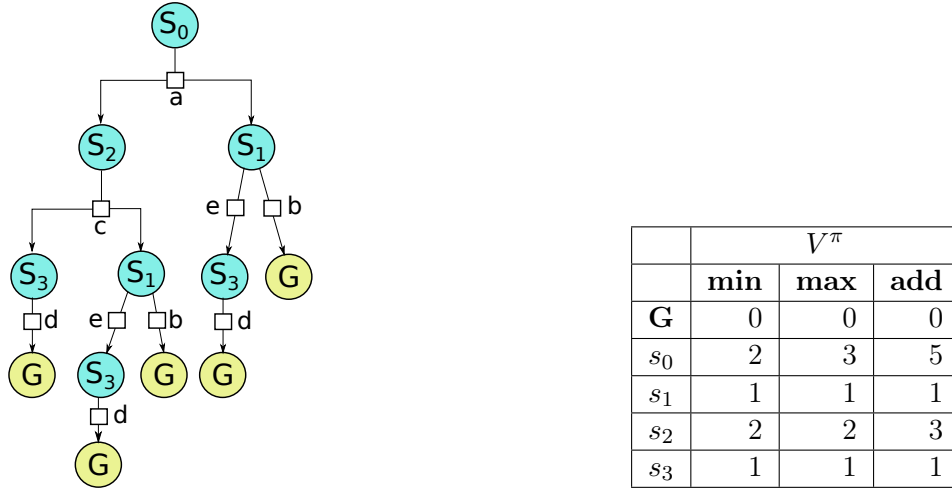 S₀
a
S₂ S₁
e b
c
S₃ S₁ S₃ G
d e b d
G S₃ G G
d
G
V^π
min max add
G 0 0 0
s₀ 2 3 5
s₁ 1 1 1
s₂ 2 2 3
s₃ 1 1 1